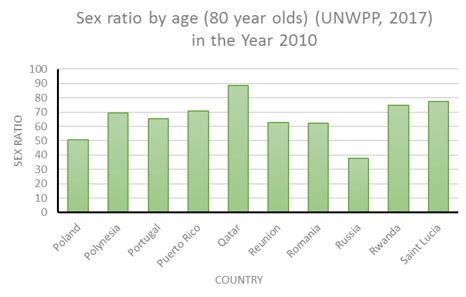 Sex ratio by age (80 year olds) (UNWPP, 2017)
in the Year 2010
SEX RATIO
100
90
80
70
60
50
40
30
20
10
0
Poland
Polynesia
Portugal
Puerto Rico
Qatar
Reunion
Romania
Russia
Rwanda
Saint Lucia
COUNTRY